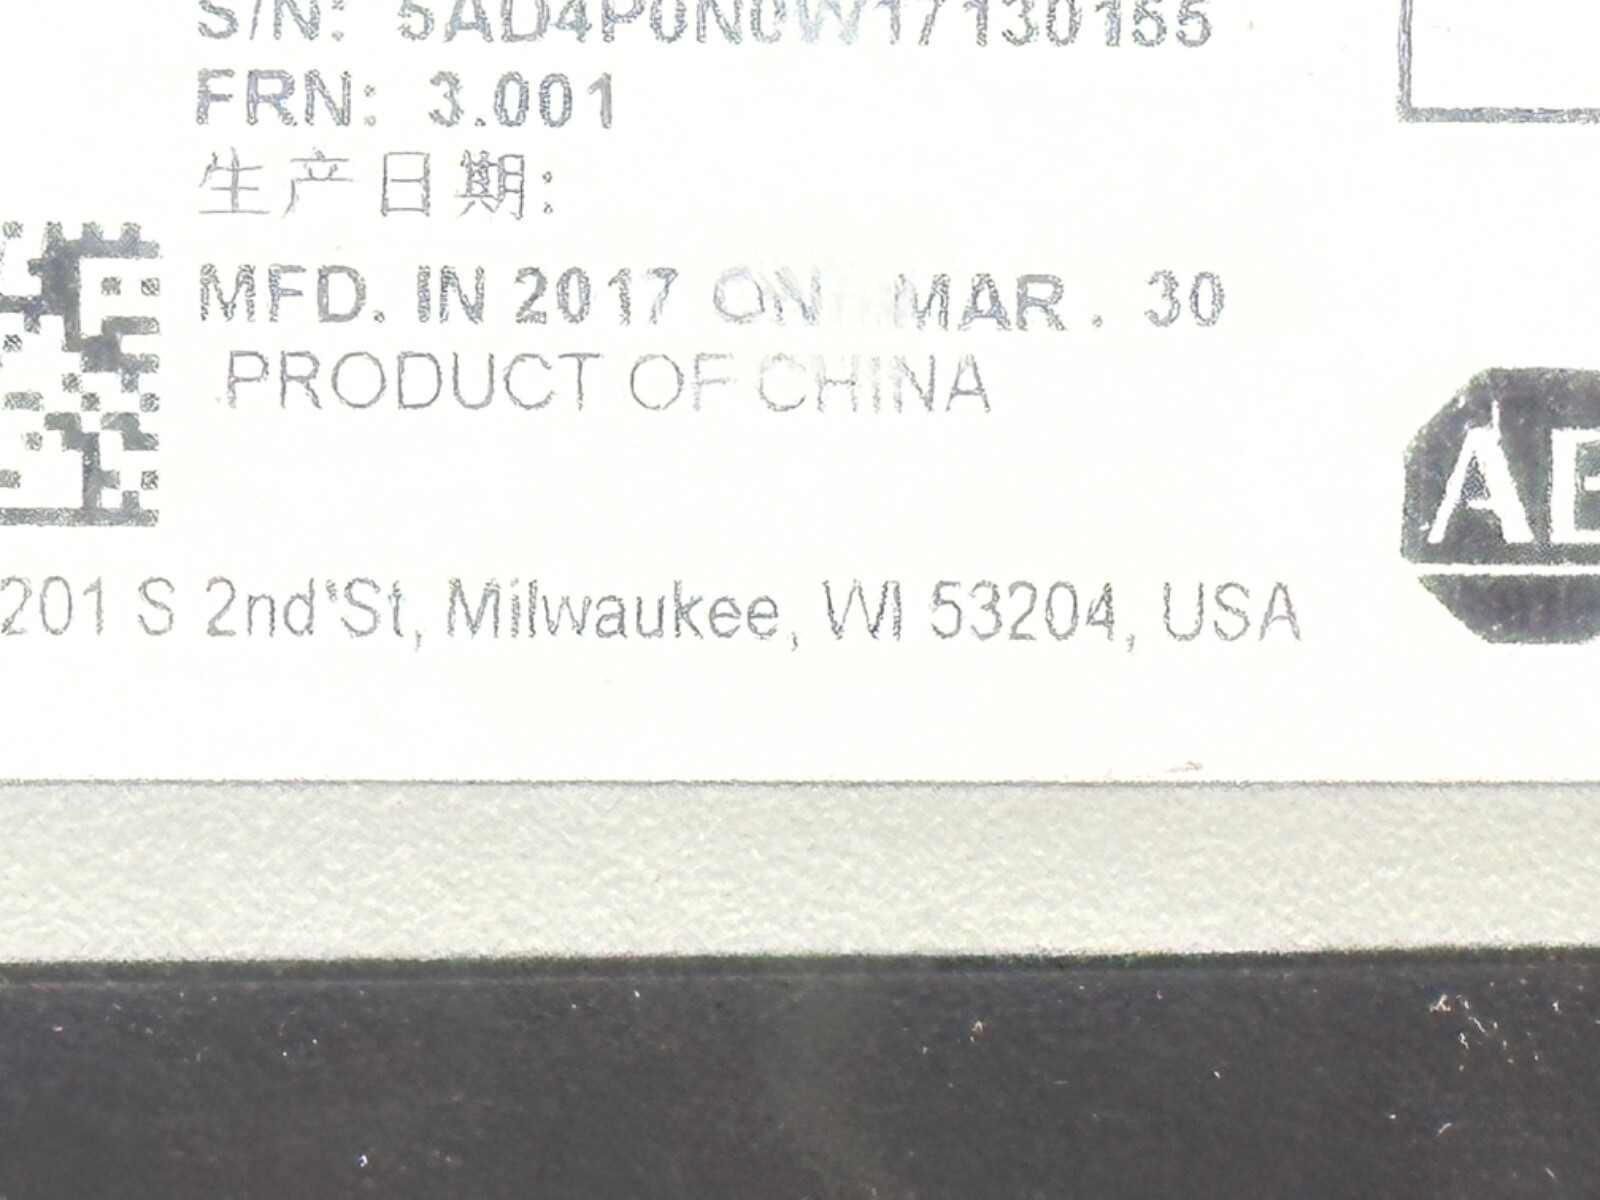 S/N: 5AD4P0N0W17130155
FRN: 3.001
生产日期:
MFD. IN 2017 ON MAR. 30
PRODUCT OF CHINA
201 S 2nd St, Milwaukee, WI 53204, USA